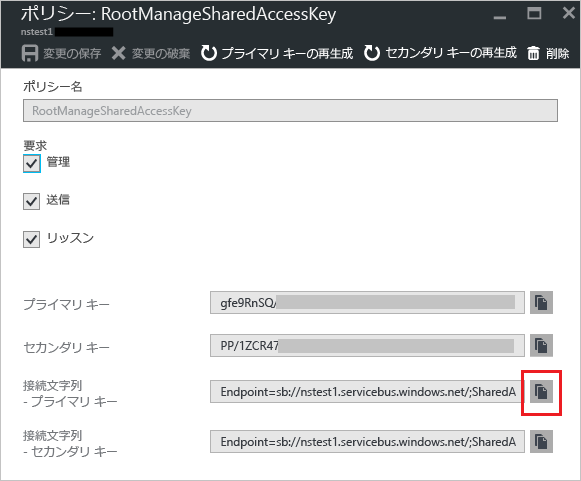 ポリシー: RootManageSharedAccessKey
nstest1
変更の保存 変更の破棄 プライマリ キーの再生成 セカンダリ キーの再生成 削除
ポリシー名
RootManageSharedAccessKey
要求
管理
送信
リッスン
プライマリ キー gfe9RnSQ/
セカンダリ キー PP/1ZCR47
接続文字列
- プライマリ キー Endpoint=sb://nstest1.servicebus.windows.net/;SharedA
接続文字列
- セカンダリ キー Endpoint=sb://nstest1.servicebus.windows.net/;SharedA